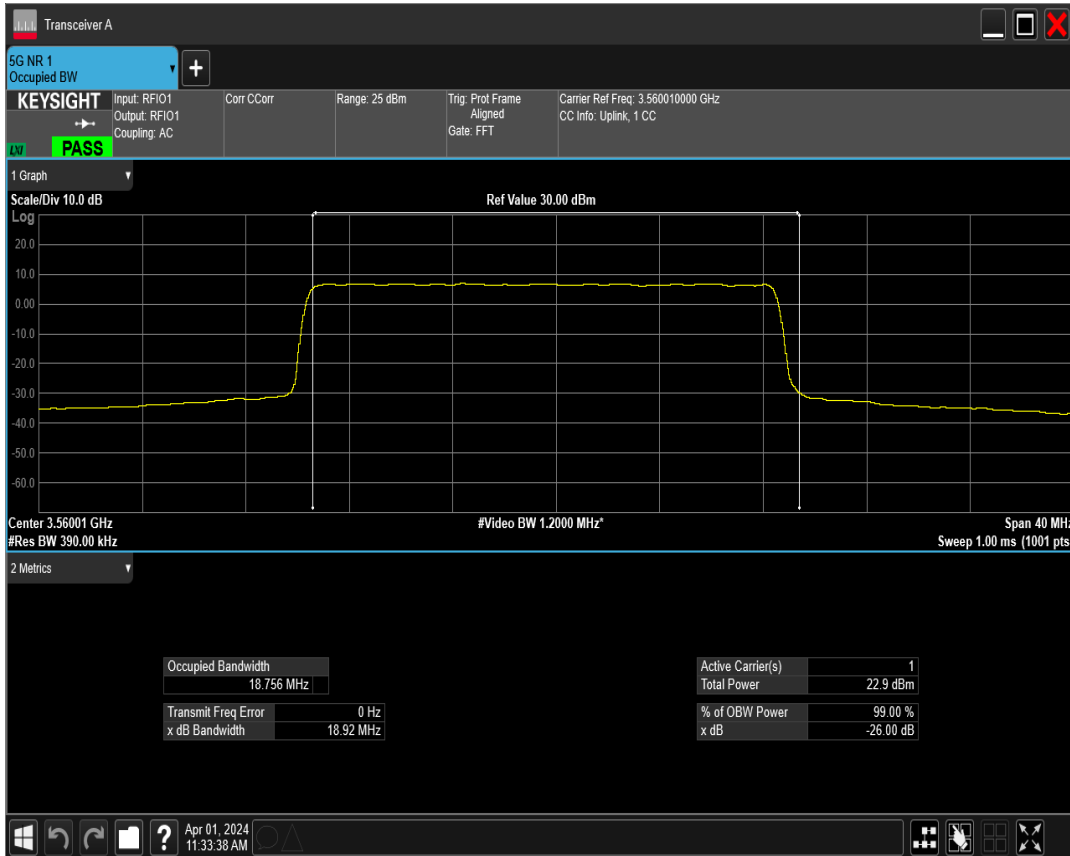 Transceiver A
5G NR 1
Occupied BW
KEYSIGHT
LXI
PASS
Input: RFIO1
Output: RFIO1
Coupling: AC
Corr CCorr
Range: 25 dBm
Trig: Prot Frame
Aligned
Gate: FFT
Carrier Ref Freq: 3.560010000 GHz
CC Info: Uplink, 1 CC
1 Graph
Scale/Div 10.0 dB
Ref Value 30.00 dBm
Log
20.0
10.0
0.00
-10.0
-20.0
-30.0
-40.0
-50.0
-60.0
Center 3.56001 GHz
#Video BW 1.2000 MHz*
Span 40 MHz
#Res BW 390.00 kHz
Sweep 1.00 ms (1001 pts
2 Metrics
Occupied Bandwidth
18.756 MHz
Transmit Freq Error 0 Hz
x dB Bandwidth 18.92 MHz
Active Carrier(s) 1
Total Power 22.9 dBm
% of OBW Power 99.00 %
x dB -26.00 dB
?
Apr 01, 2024
11:33:38 AM